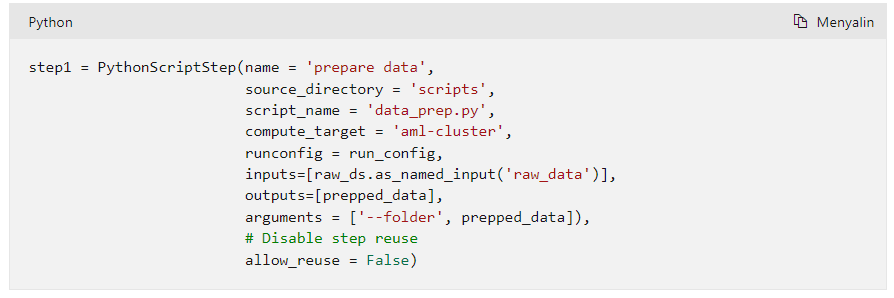 Python
Menyalin
step1 = PythonScriptStep(name = 'prepare data',
source_directory = 'scripts',
script_name = 'data_prep.py',
compute_target = 'aml-cluster',
runconfig = run_config,
inputs=[raw_ds.as_named_input('raw_data')],
outputs=[prepped_data],
arguments = ['--folder', prepped_data]),
# Disable step reuse
allow_reuse = False)